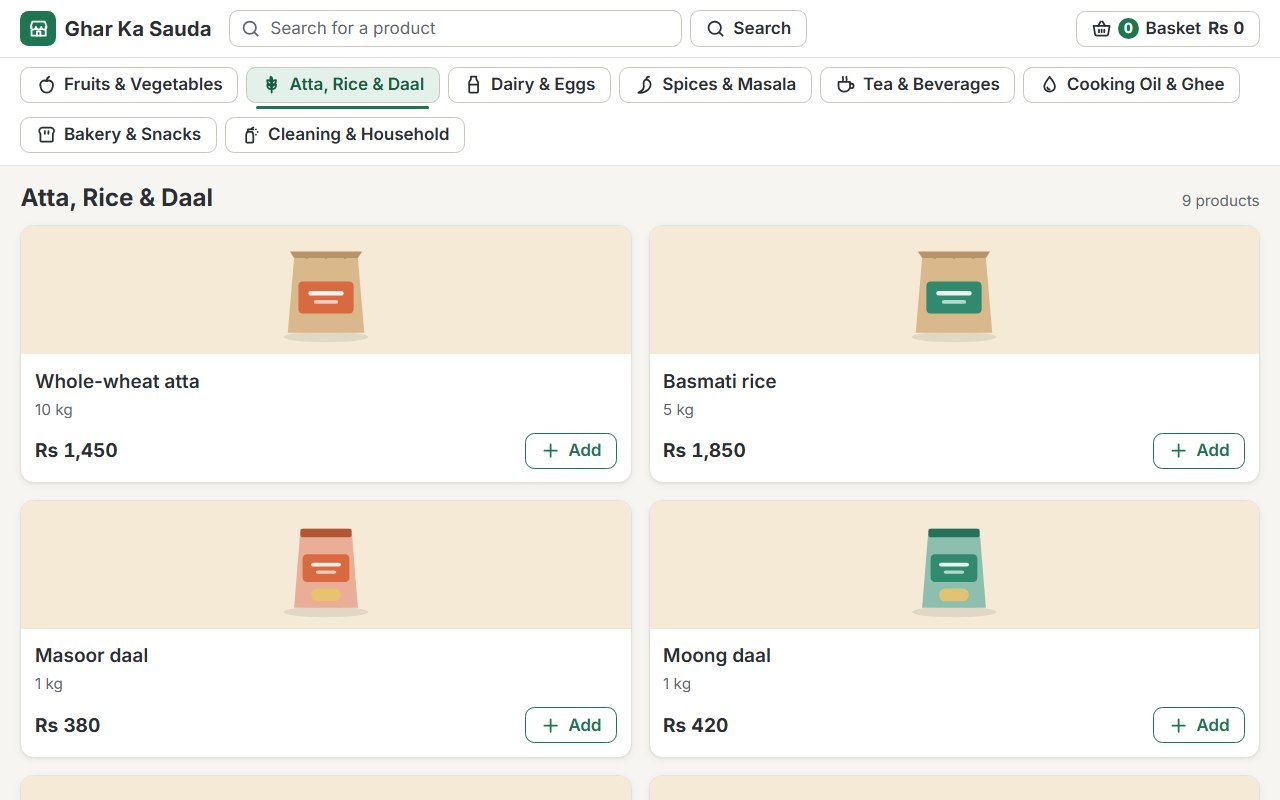 Ghar Ka Sauda
Search for a product
Search
0 Basket Rs 0
Fruits & Vegetables
Atta, Rice & Daal
Dairy & Eggs
Spices & Masala
Tea & Beverages
Cooking Oil & Ghee
Bakery & Snacks
Cleaning & Household
Atta, Rice & Daal
9 products
Whole-wheat atta
10 kg
Rs 1,450
Add
Basmati rice
5 kg
Rs 1,850
Add
Masoor daal
1 kg
Rs 380
Add
Moong daal
1 kg
Rs 420
Add